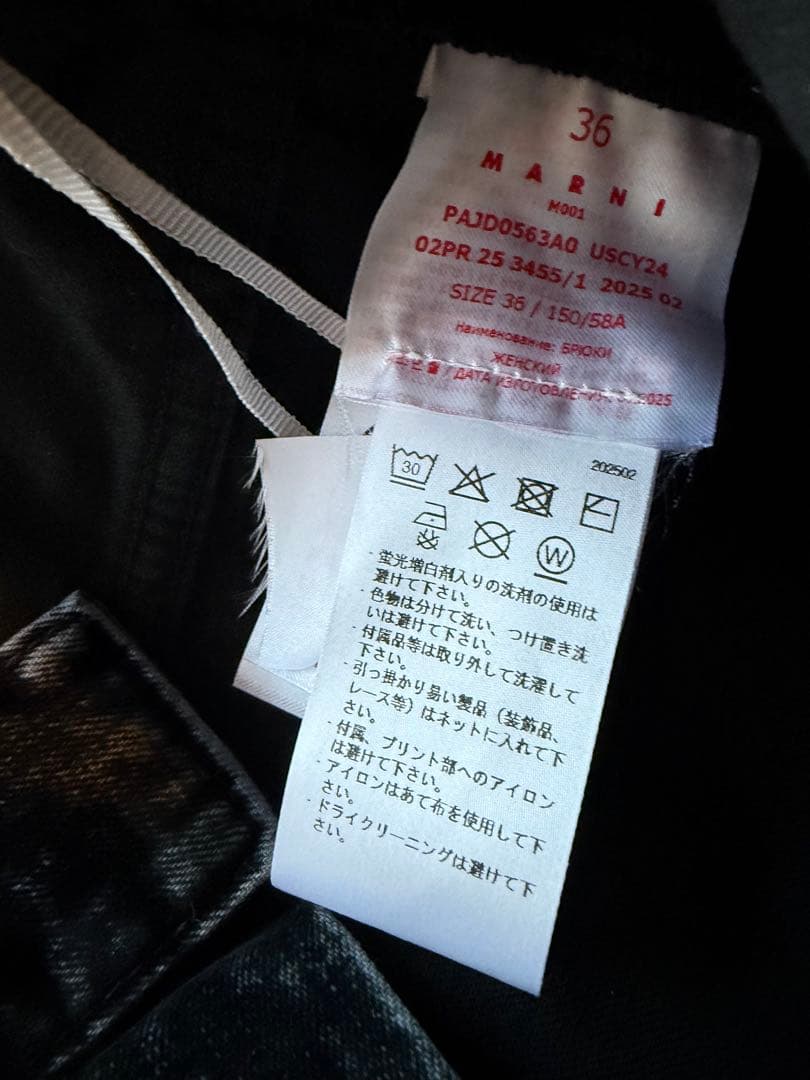 36
MARNI
M001
PAJD0563A0 USCY24
02PR 25 3455/1 2025 02
SIZE 36 / 150/58A
Наименование: БРЮКИ
ЖЕНСКИЙ
/ ДАТА ИЗГОТОВЛЕНИЯ:
202502
30
W
· 蛍光増白剤入りの洗剤の使用は
避けて下さい。
· 色物は分けて洗い、つけ置き洗
いは避けて下さい。
· 付属品等は取り外して洗濯して
下さい。
· 引っ掛かり易い製品（装飾品、
レース等）はネットに入れて下
さい。
· 付属、プリント部へのアイロン
は避けて下さい。
· アイロンはあて布を使用して下
さい。
· ドライクリーニングは避けて下
さい。